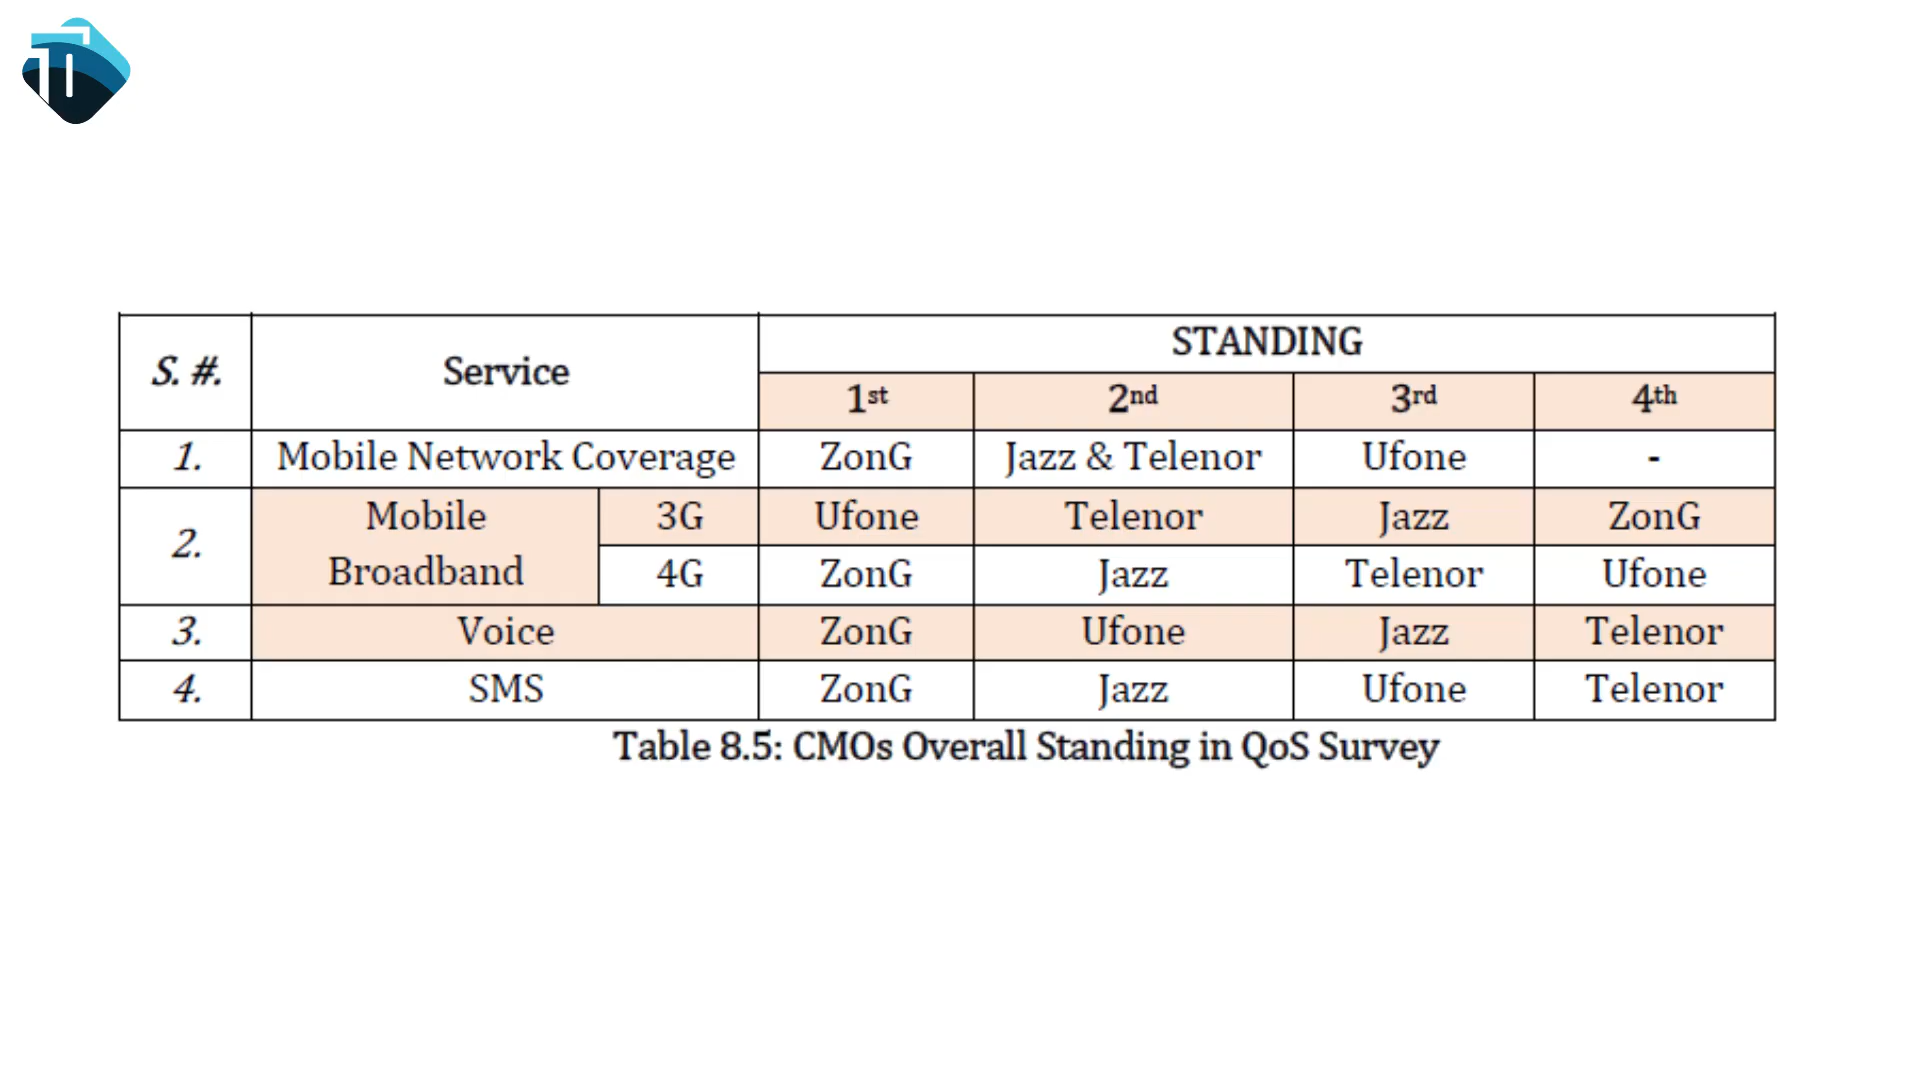 S. #. Service STANDING
1st 2nd 3rd 4th
1. Mobile Network Coverage ZonG Jazz & Telenor Ufone -
2. Mobile Broadband 3G Ufone Telenor Jazz ZonG
4G ZonG Jazz Telenor Ufone
3. Voice ZonG Ufone Jazz Telenor
4. SMS ZonG Jazz Ufone Telenor
Table 8.5: CMOs Overall Standing in QoS Survey